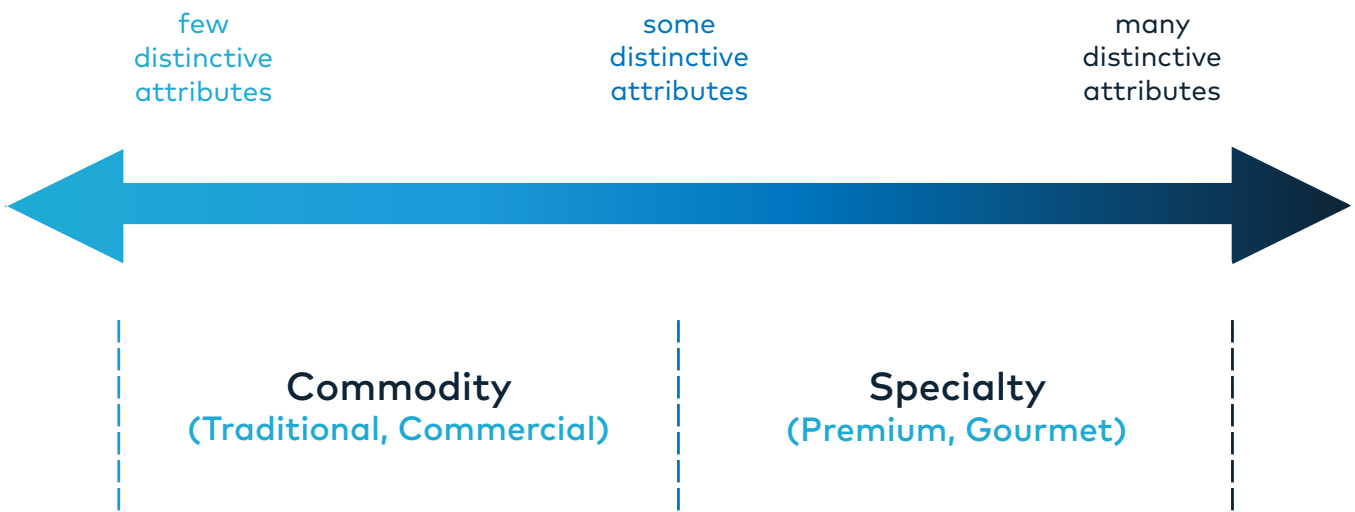 few
distinctive
attributes
some
distinctive
attributes
many
distinctive
attributes
Commodity
(Traditional, Commercial)
Specialty
(Premium, Gourmet)